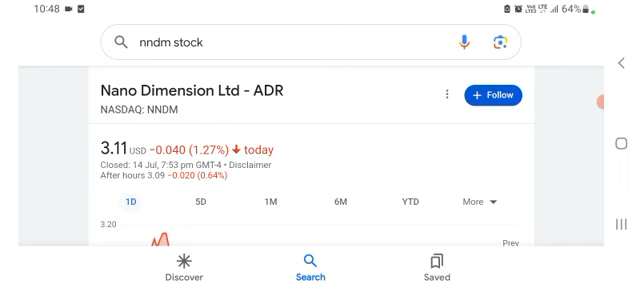 10:48 64%
nndm stock
Nano Dimension Ltd - ADR
NASDAQ: NNDM
+ Follow
3.11 USD −0.040 (1.27%) today
Closed: 14 Jul, 7:53 pm GMT-4 • Disclaimer
After hours 3.09 −0.020 (0.64%)
1D 5D 1M 6M YTD More
3.20
Prev
Discover Search Saved